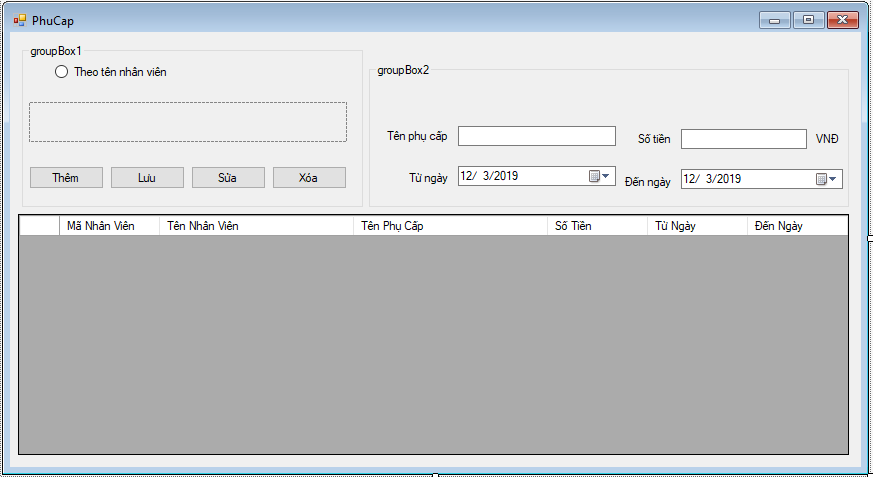 PhuCap
groupBox1
Theo tên nhân viên
Thêm Lưu Sửa Xóa
groupBox2
Tên phụ cấp Số tiền VNĐ
Từ ngày 12/ 3/2019 Đến ngày 12/ 3/2019
Mã Nhân Viên Tên Nhân Viên Tên Phụ Cấp Số Tiền Từ Ngày Đến Ngày